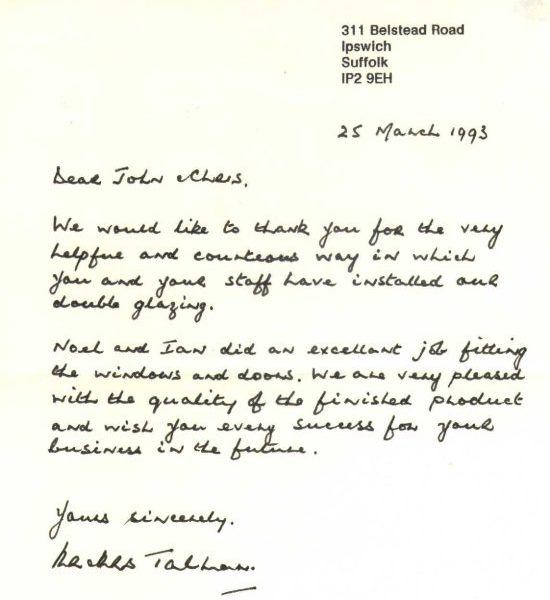 311 Belstead Road
Ipswich
Suffolk
IP2 9EH
25 March 1993
Dear John & Chris,
We would like to thank you for the very
helpful and courteous way in which
you and your staff have installed our
double glazing.
Noel and Ian did an excellent job fitting
the windows and doors. We are very pleased
with the quality of the finished product
and wish you every success for your
business in the future.
Yours sincerely,